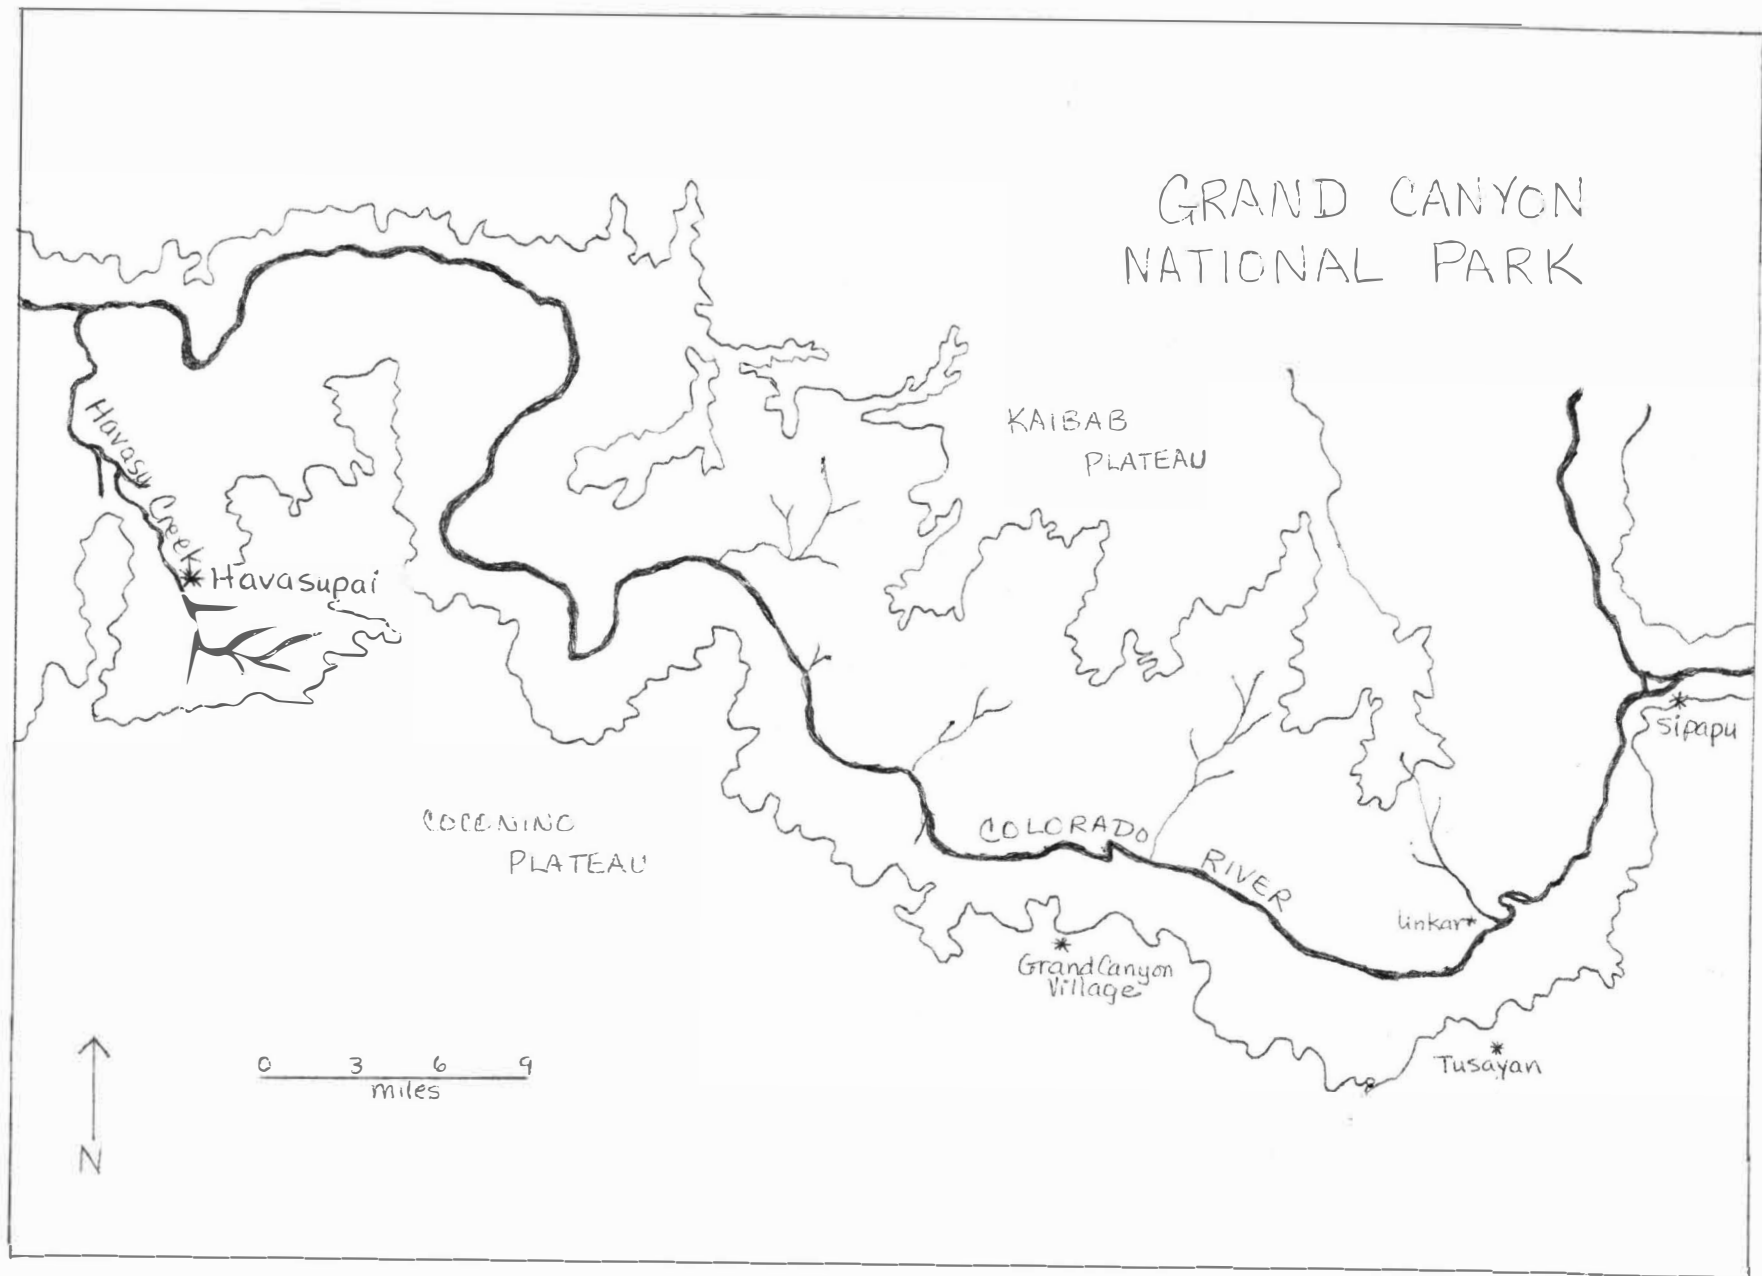 GRAND CANYON
NATIONAL PARK
KAIBAB
PLATEAU
Havasu Creek
Havasupai
Sipapu
COCONINO
PLATEAU
COLORADO RIVER
Unkar
Grand Canyon
Village
Tusayan
0 3 6 9
miles
N